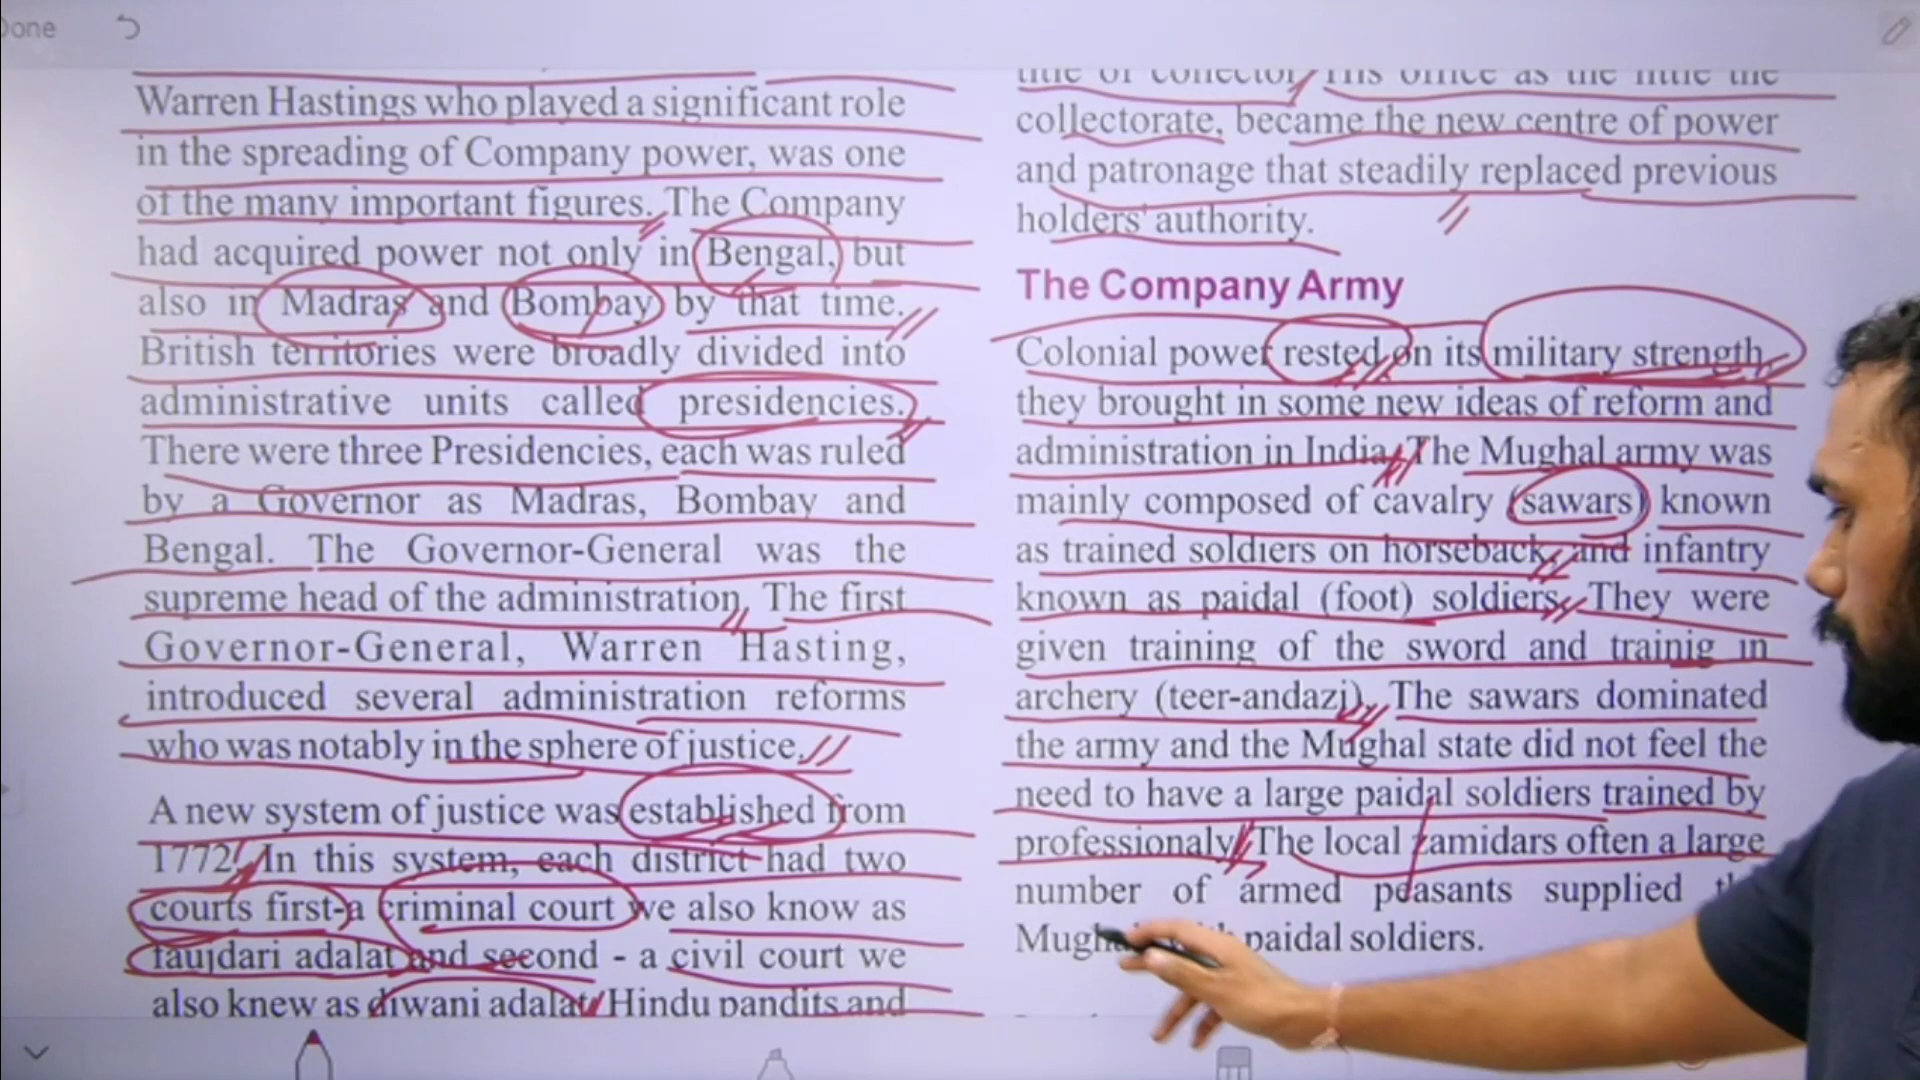 Done
Warren Hastings who played a significant role
in the spreading of Company power, was one
of the many important figures. The Company
had acquired power not only in Bengal, but
also in Madras and Bombay by that time.
British territories were broadly divided into
administrative units called presidencies.
There were three Presidencies, each was ruled
by a Governor as Madras, Bombay and
Bengal. The Governor-General was the
supreme head of the administration. The first
Governor-General, Warren Hasting,
introduced several administration reforms
who was notably in the sphere of justice.
A new system of justice was established from
1772. In this system, each district had two
courts first-a criminal court we also know as
faujdari adalat and second - a civil court we
also knew as diwani adalat. Hindu pandits and
title of collector. His office as the little the
collectorate, became the new centre of power
and patronage that steadily replaced previous
holders' authority.
The Company Army
Colonial power rested on its military strength,
they brought in some new ideas of reform and
administration in India. The Mughal army was
mainly composed of cavalry (sawars) known
as trained soldiers on horseback, and infantry
known as paidal (foot) soldiers. They were
given training of the sword and trainig in
archery (teer-andazi). The sawars dominated
the army and the Mughal state did not feel the
need to have a large paidal soldiers trained by
professionaly. The local zamidars often a large
number of armed peasants supplied
paidal soldiers.